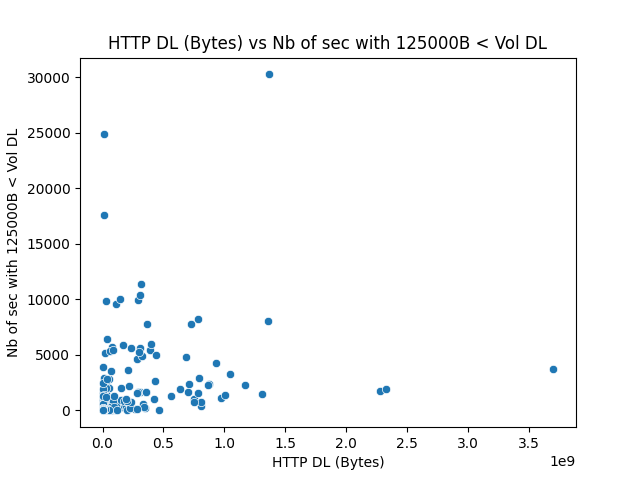 HTTP DL (Bytes) vs Nb of sec with 125000B < Vol DL
Nb of sec with 125000B < Vol DL
30000
25000
20000
15000
10000
5000
0
0.0 0.5 1.0 1.5 2.0 2.5 3.0 3.5
1e9
HTTP DL (Bytes)